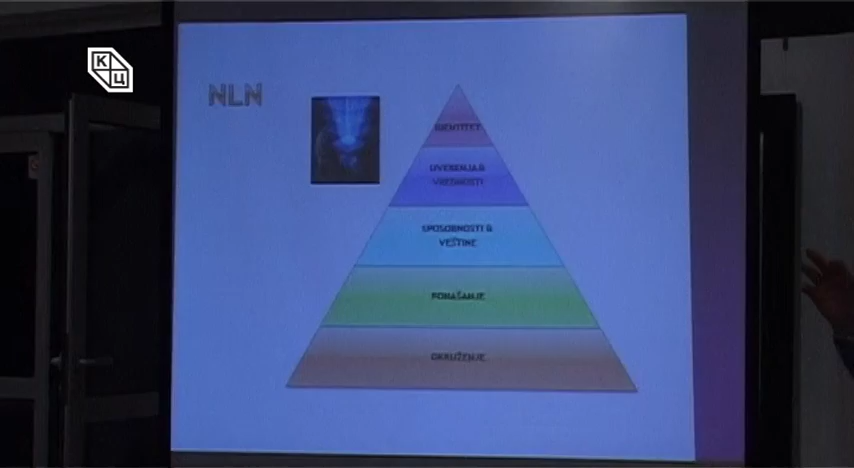 К
Ц
NLN
IDENTITET
UVERENJA &
VREDNOSTI
SPOSOBNOSTI &
VEŠTINE
PONAŠANJE
OKRUŽENJE